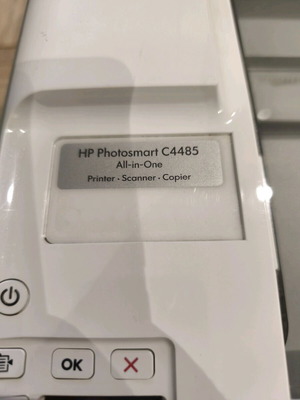 HP Photosmart C4485
All-in-One
Printer · Scanner · Copier
OK